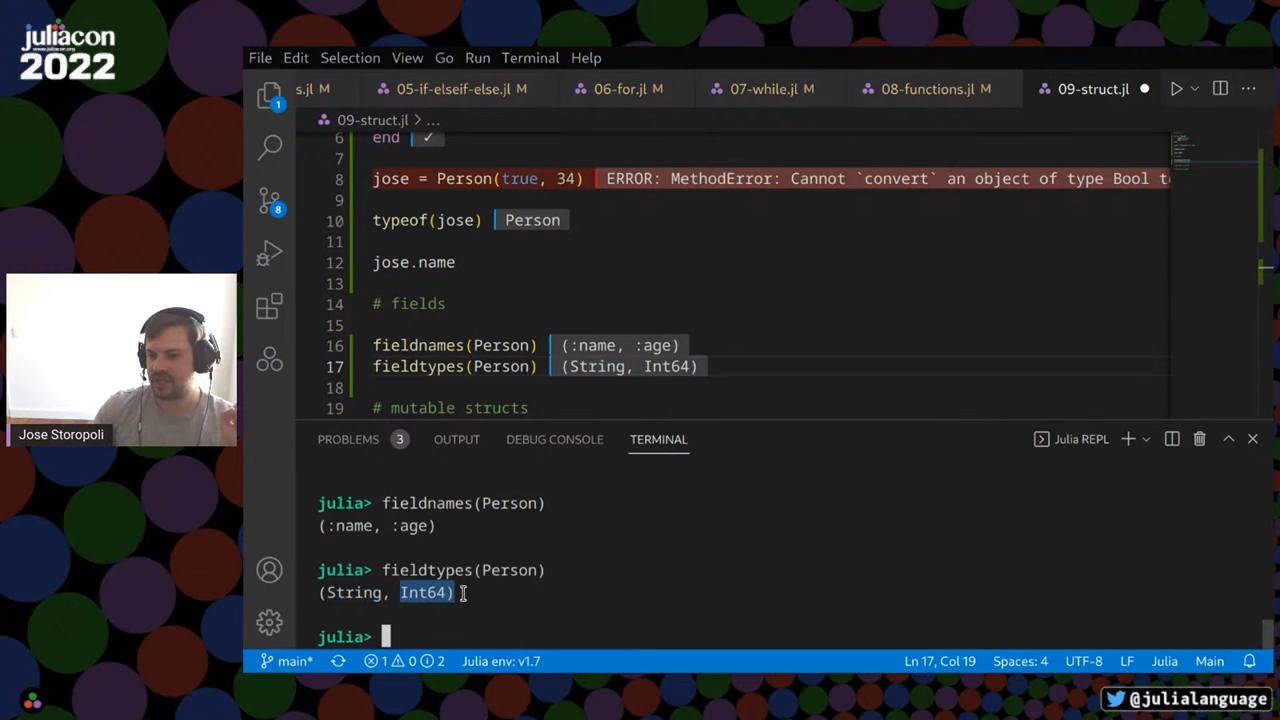 juliacon
www.juliacon.org
2022
File Edit Selection View Go Run Terminal Help
s.jl M 05-if-elseif-else.jl M 06-for.jl M 07-while.jl M 08-functions.jl M 09-struct.jl
09-struct.jl > ...
6 end ✓
7
8 jose = Person(true, 34) ERROR: MethodError: Cannot `convert` an object of type Bool t
9
10 typeof(jose) Person
11
12 jose.name
13
14 # fields
15
16 fieldnames(Person) (:name, :age)
17 fieldtypes(Person) (String, Int64)
18
19 # mutable structs
1
8
Jose Storopoli
PROBLEMS 3 OUTPUT DEBUG CONSOLE TERMINAL Julia REPL
julia> fieldnames(Person)
(:name, :age)
julia> fieldtypes(Person)
(String, Int64)
julia>
main* 1 0 2 Julia env: v1.7 Ln 17, Col 19 Spaces: 4 UTF-8 LF Julia Main
@julialanguage